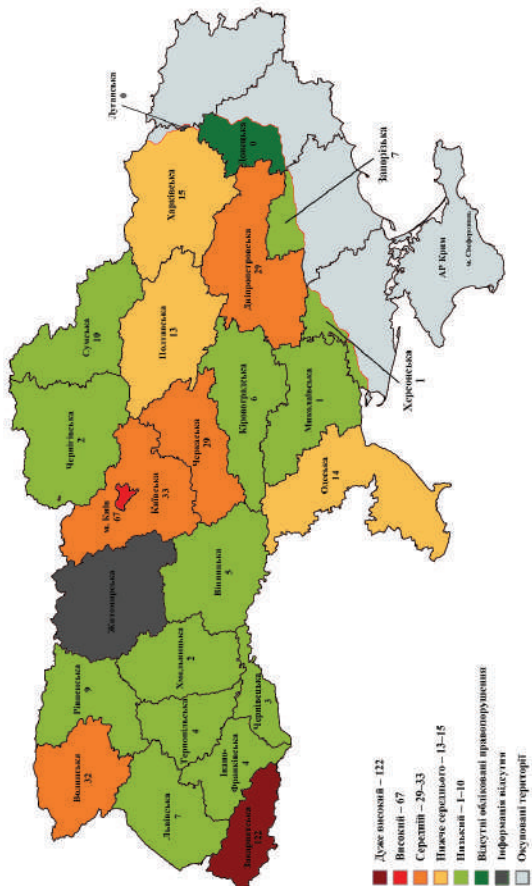 Луганська
0
Донецька
0
Запорізька
7
Харківська
15
Дніпропетровська
29
АР Крим
м. Сімферополь
Сумська
10
Полтавська
13
Херсонська
1
Чернігівська
2
Кіровоградська
6
Миколаївська
1
Черкаська
29
м. Київ
67
Київська
33
Одеська
14
Житомирська
Вінницька
5
Рівненська
9
Хмельницька
2
Тернопільська
4
Чернівецька
3
Волинська
32
Івано-
Франківська
4
Львівська
7
Закарпатська
122
Дуже високий – 122
Високий – 67
Середній – 29–33
Нижче середнього – 13–15
Низький – 1–10
Відсутні обліковані правопорушення
Інформація відсутня
Окуповані території